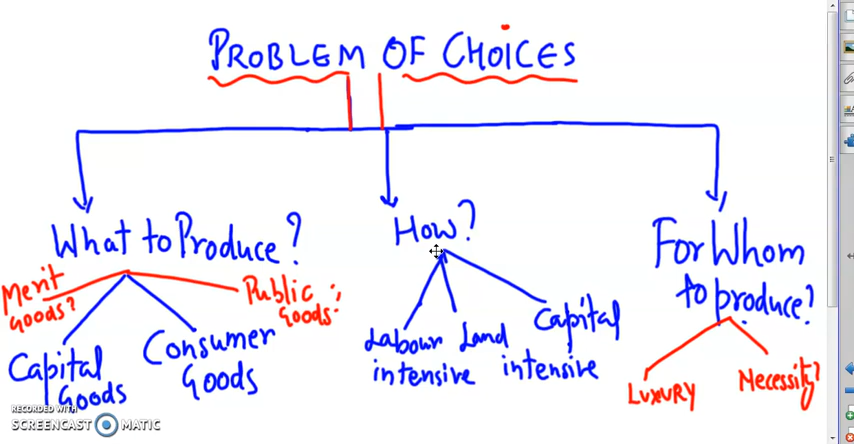 PROBLEM OF CHOICES
What to Produce?
How?
For Whom
to produce?
Merit
Goods?
Public
Goods?
Capital
Goods
Consumer
Goods
Labour
intensive
Land
Capital
intensive
LUXURY
Necessity?
RECORDED WITH
SCREENCAST MATIC